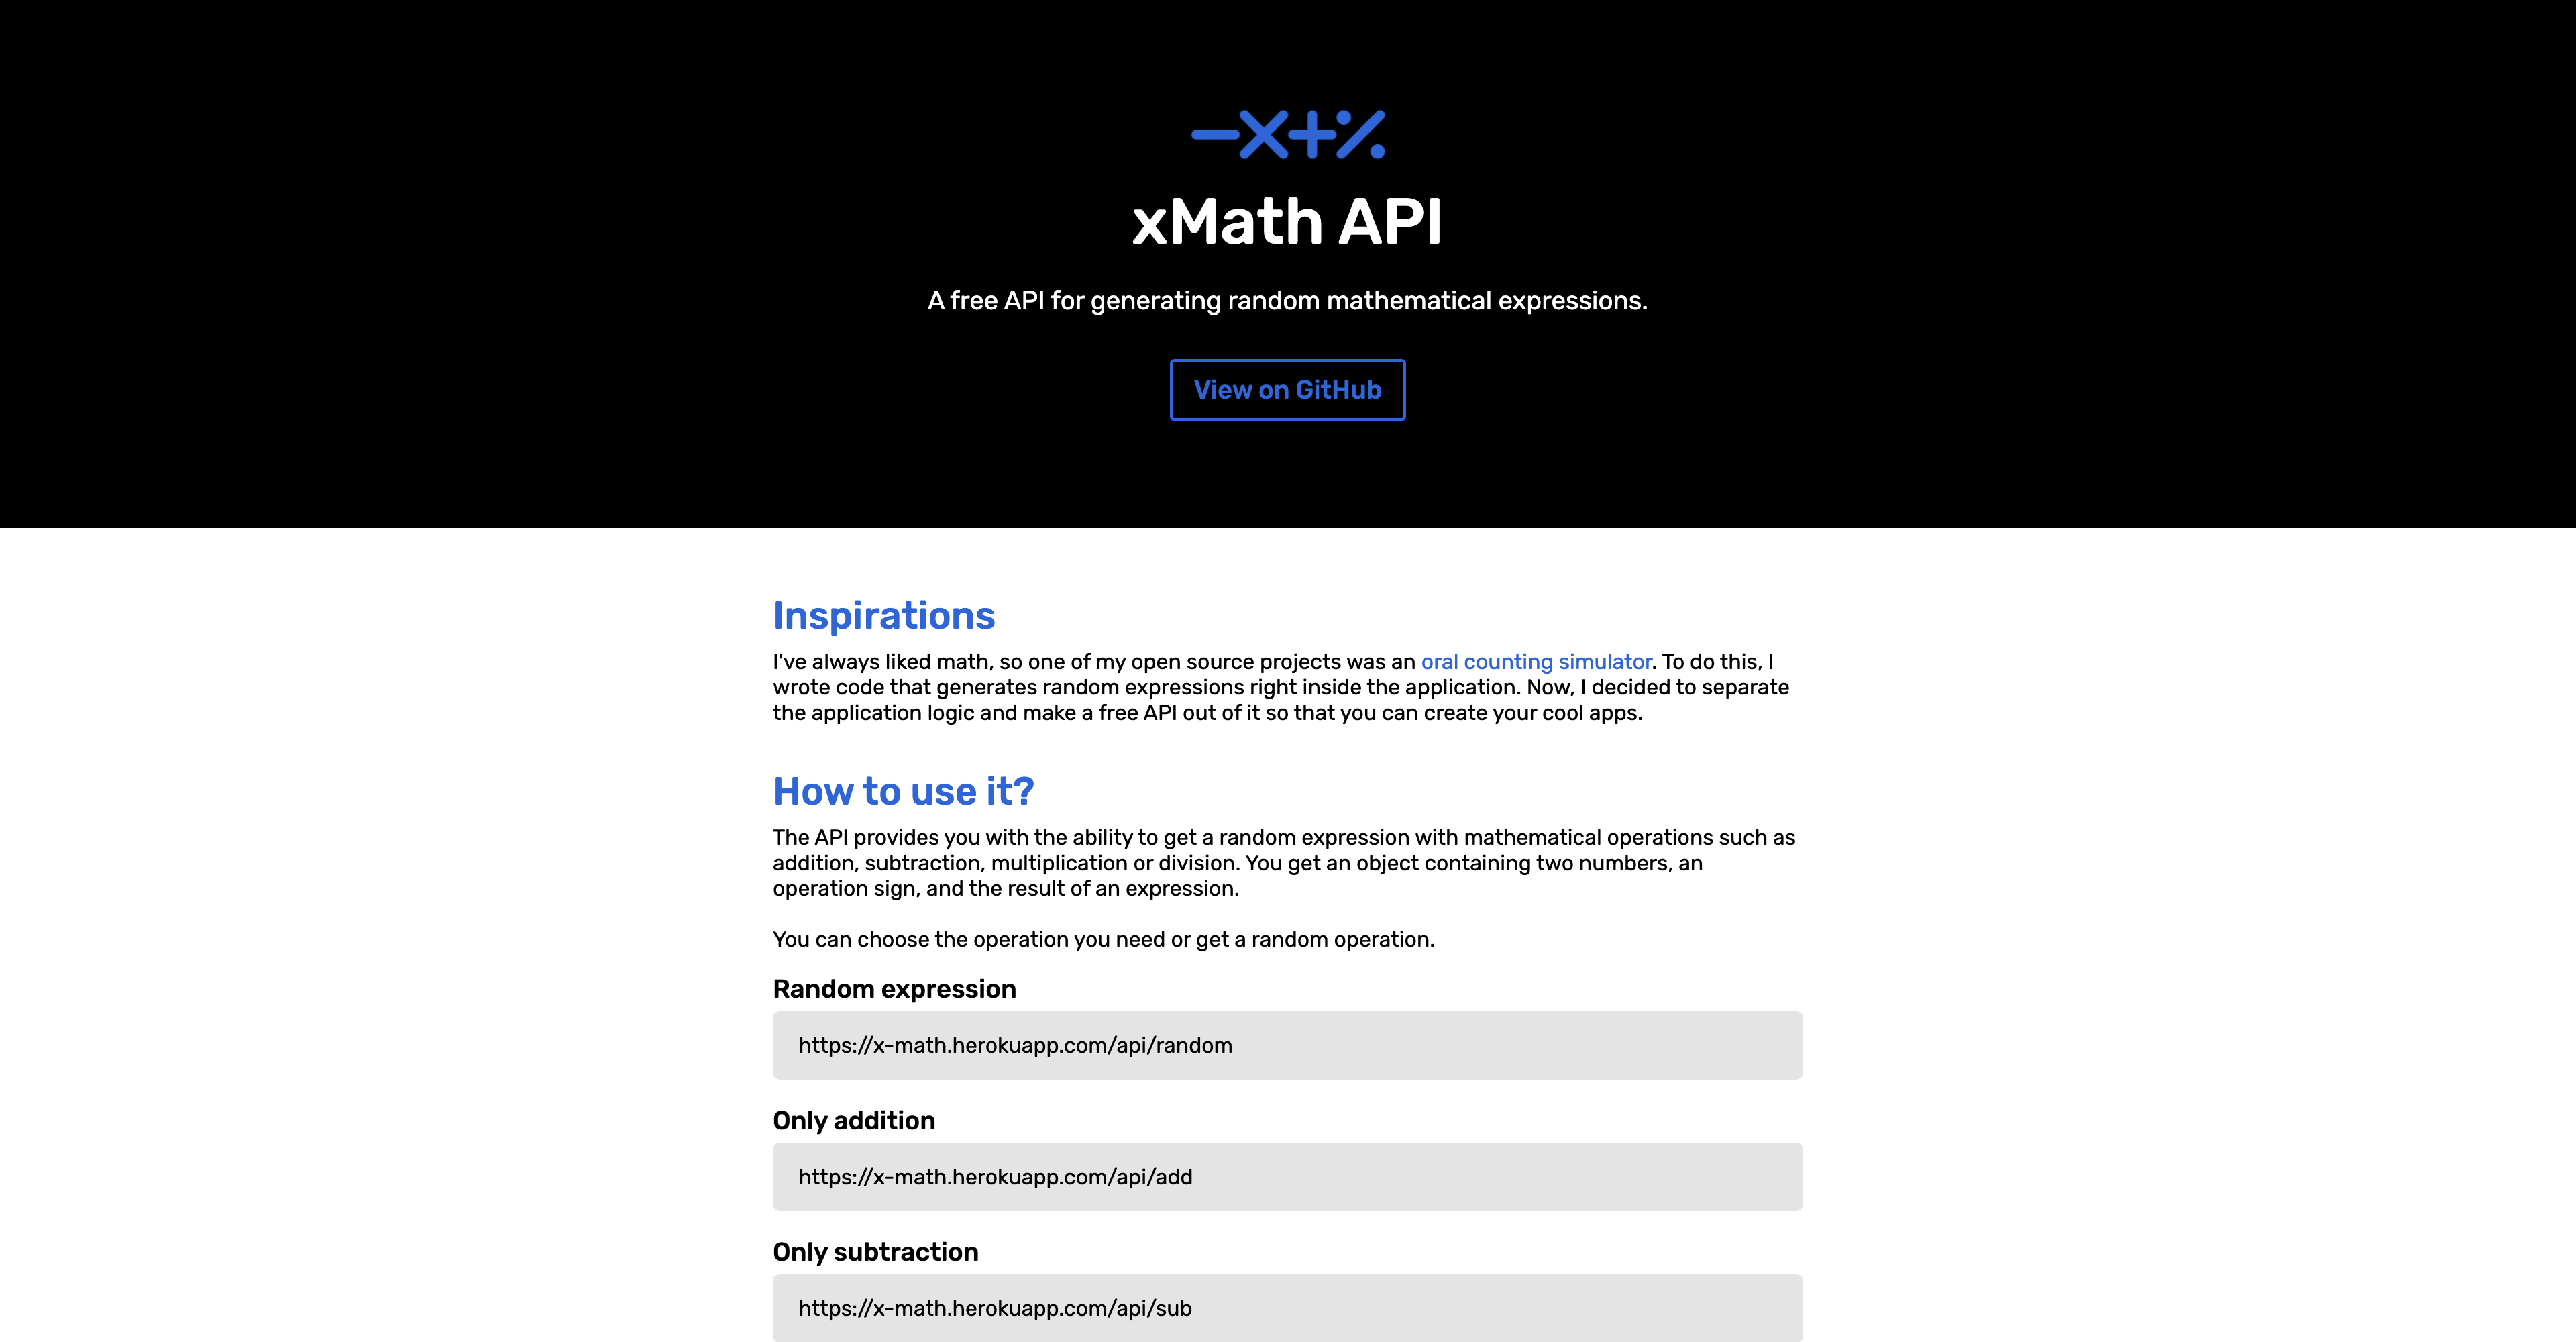 −×+⁒
xMath API
A free API for generating random mathematical expressions.
View on GitHub
Inspirations
I've always liked math, so one of my open source projects was an oral counting simulator. To do this, I
wrote code that generates random expressions right inside the application. Now, I decided to separate
the application logic and make a free API out of it so that you can create your cool apps.
How to use it?
The API provides you with the ability to get a random expression with mathematical operations such as
addition, subtraction, multiplication or division. You get an object containing two numbers, an
operation sign, and the result of an expression.
You can choose the operation you need or get a random operation.
Random expression
https://x-math.herokuapp.com/api/random
Only addition
https://x-math.herokuapp.com/api/add
Only subtraction
https://x-math.herokuapp.com/api/sub